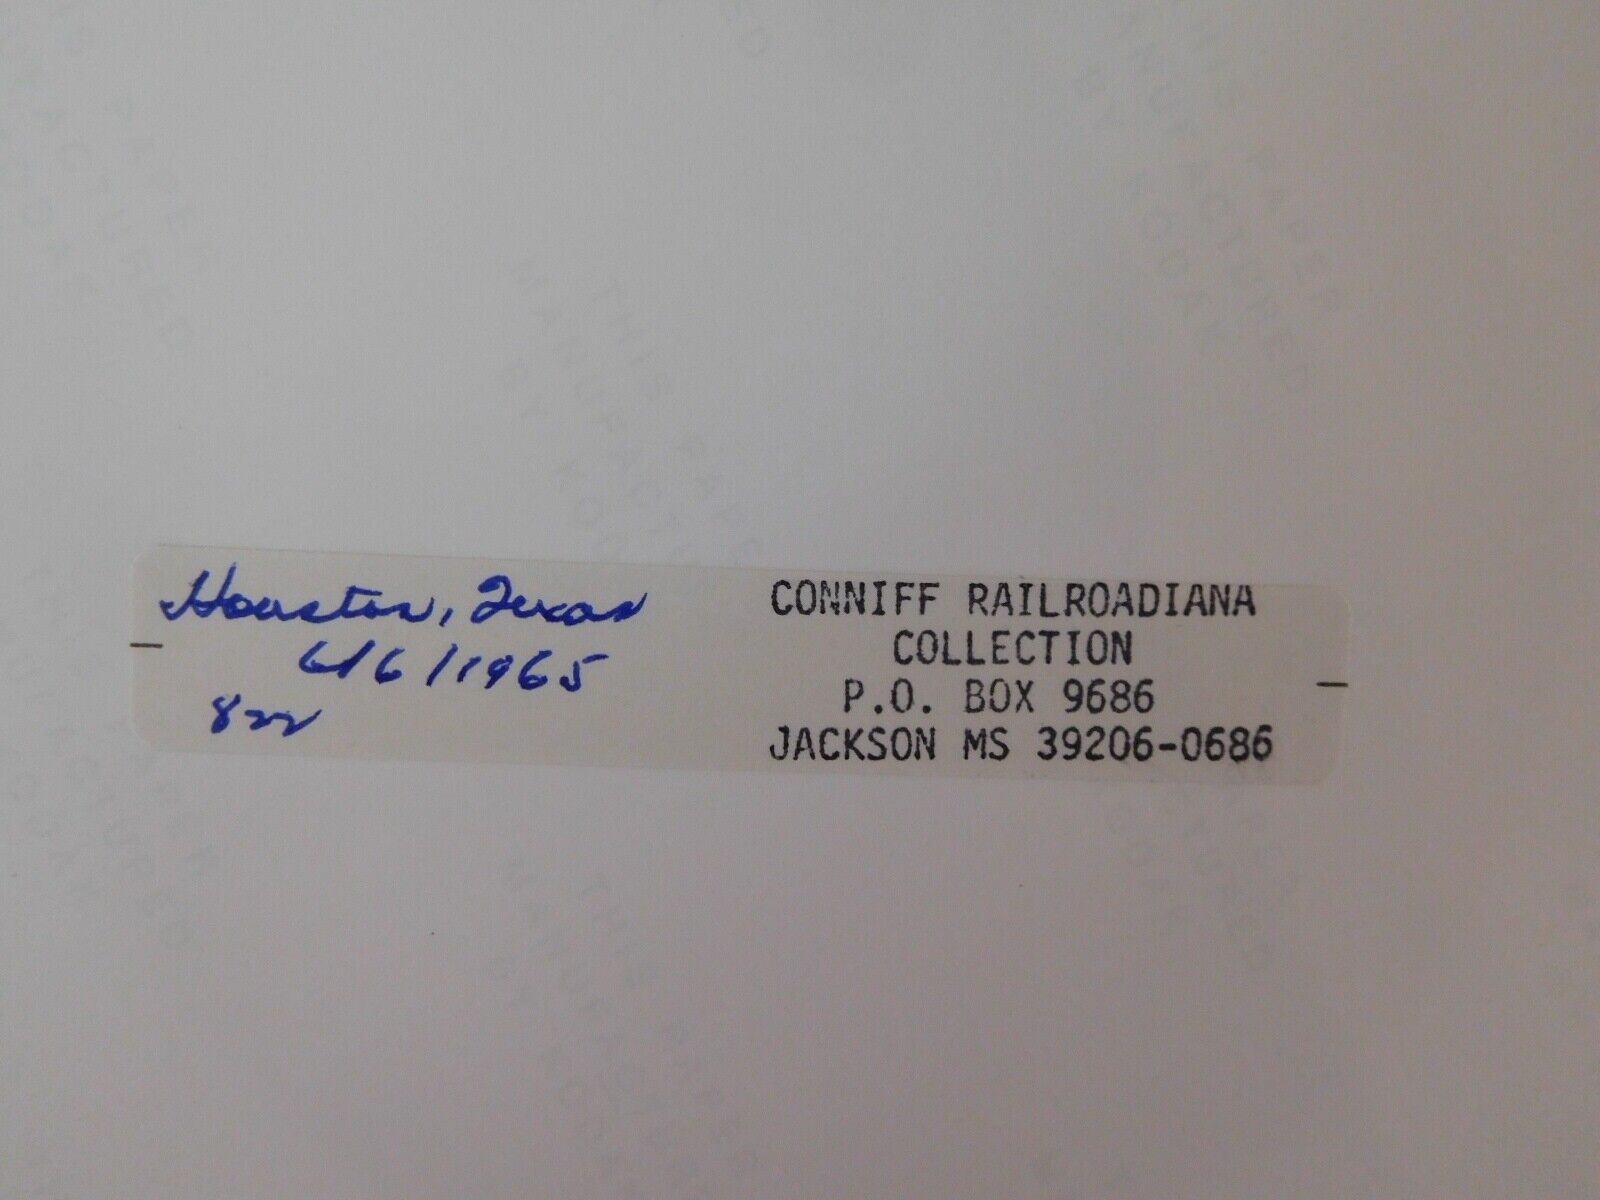 Houston, Texas
6/6/1965
CONNIFF RAILROADIANA
COLLECTION
P.O. BOX 9686
JACKSON MS 39206-0686